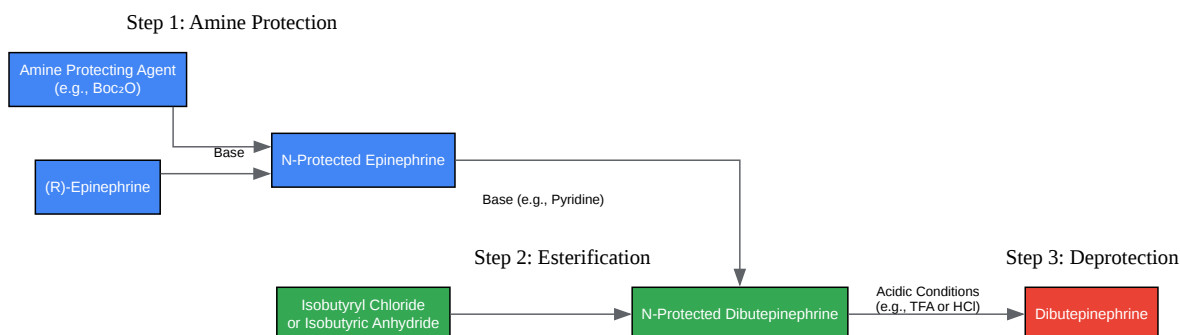 Step 1: Amine Protection
Amine Protecting Agent
(e.g., Boc₂O)
Base
N-Protected Epinephrine
(R)-Epinephrine
Base (e.g., Pyridine)
Step 2: Esterification
Step 3: Deprotection
Isobutyryl Chloride
or Isobutyric Anhydride
N-Protected Dibutepinephrine
Acidic Conditions
(e.g., TFA or HCl)
Dibutepinephrine